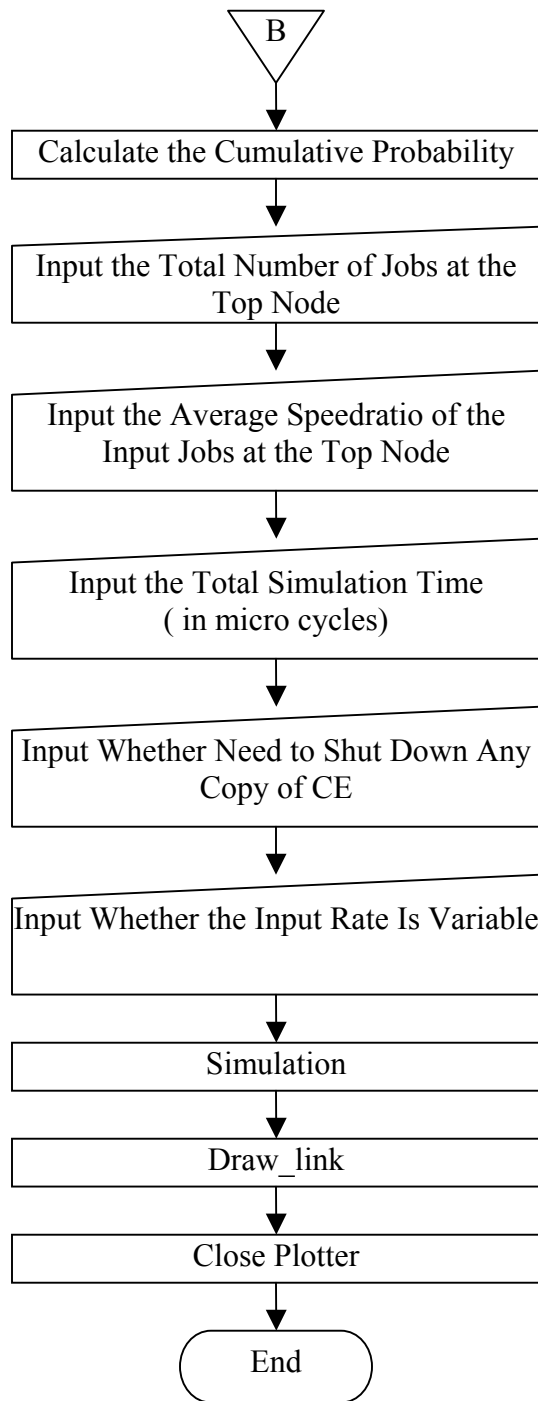 B
Calculate the Cumulative Probability
Input the Total Number of Jobs at the
Top Node
Input the Average Speedratio of the
Input Jobs at the Top Node
Input the Total Simulation Time
( in micro cycles)
Input Whether Need to Shut Down Any
Copy of CE
Input Whether the Input Rate Is Variable
Simulation
Draw_link
Close Plotter
End